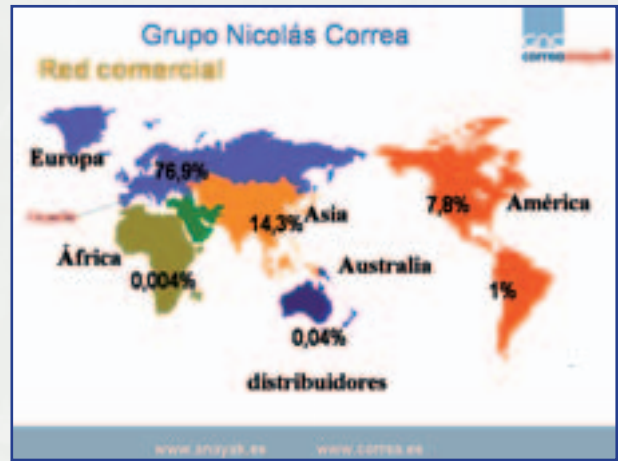 Grupo Nicolás Correa
correaanayak
Red comercial
Europa
76,9%
14,3%
Asia
7,8%
América
África
0,004%
Australia
1%
0,04%
distribuidores
www.anayak.es
www.correa.es